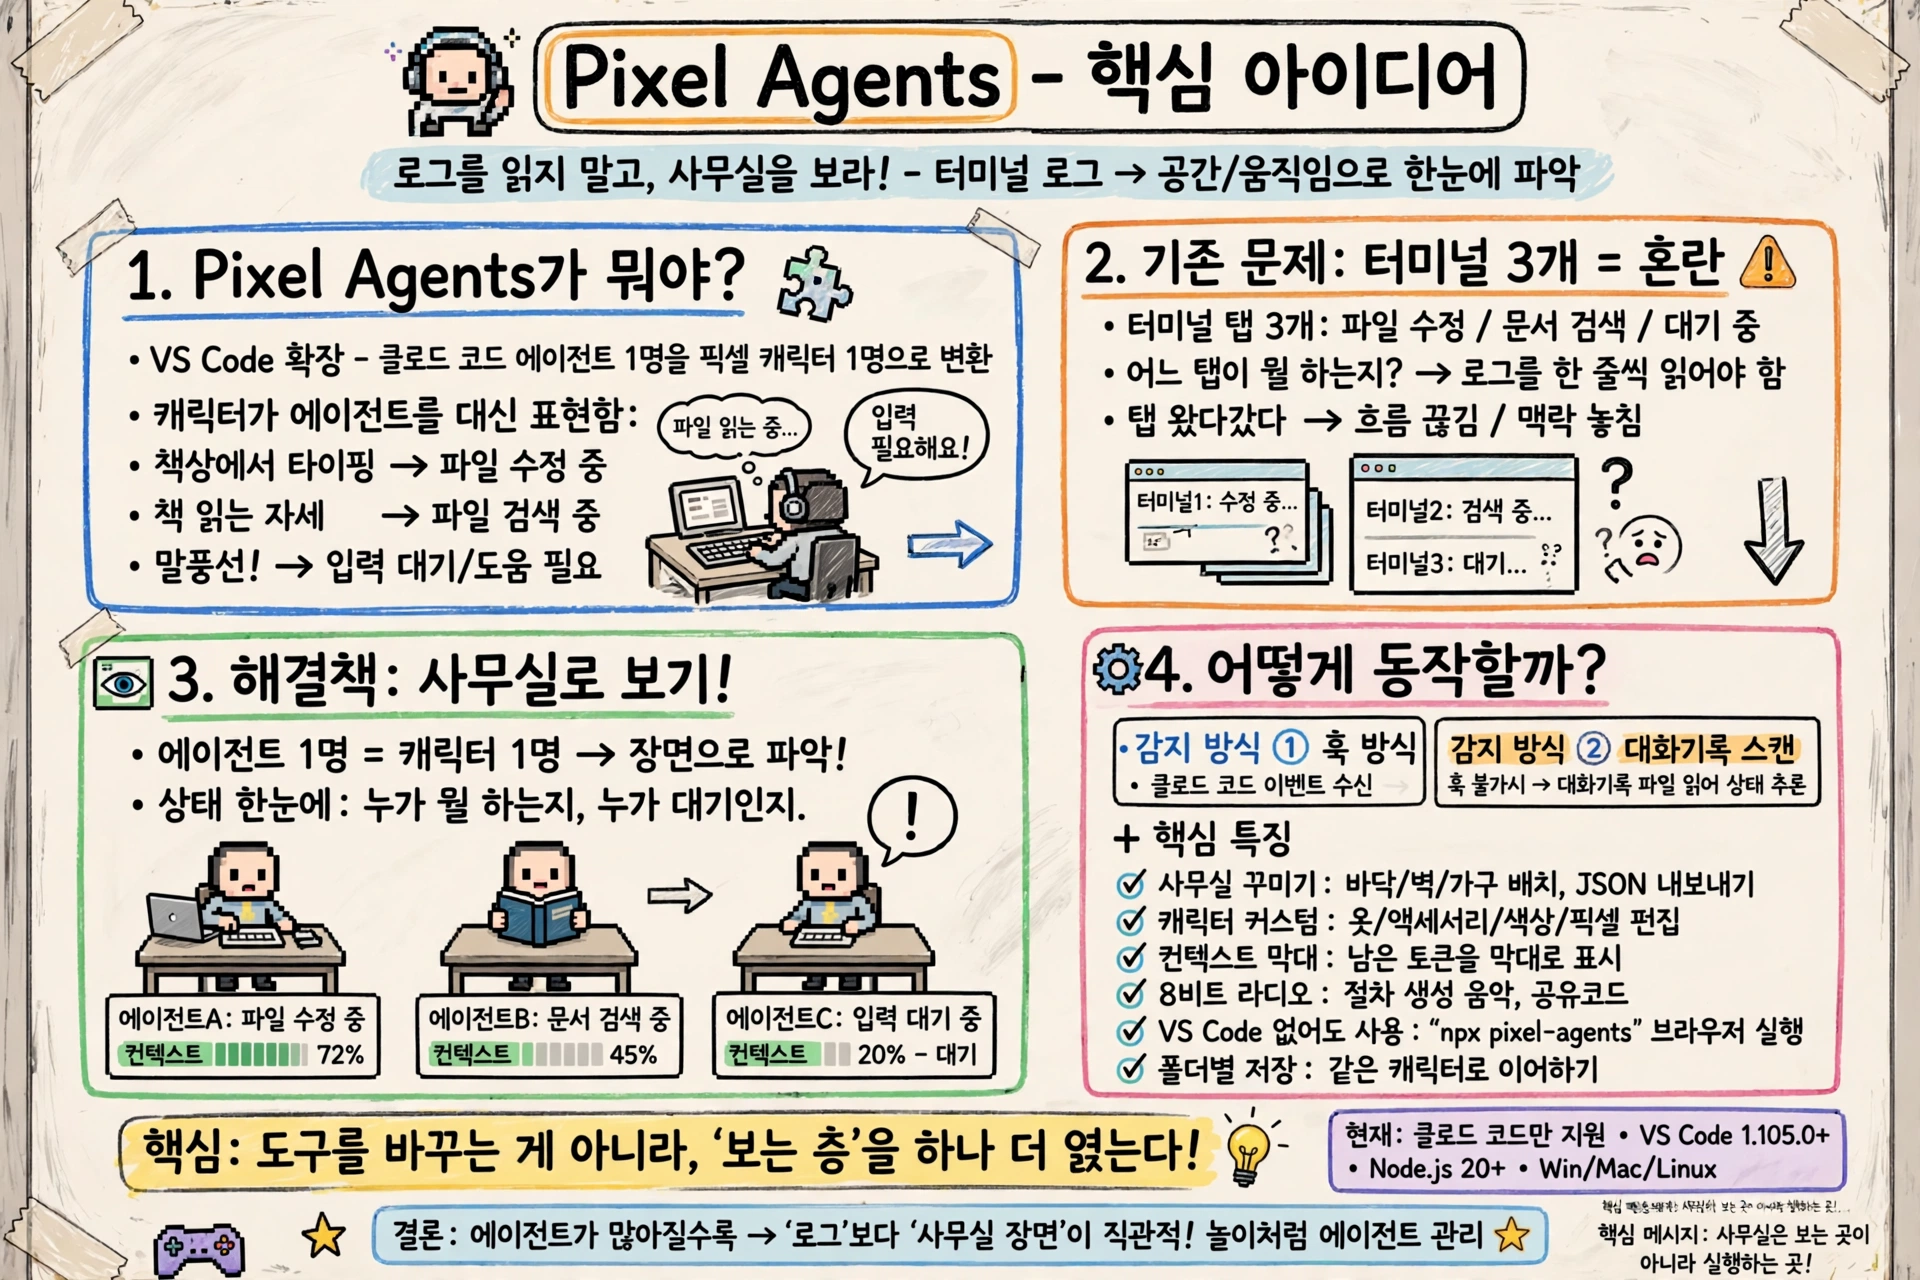 Pixel Agents - 핵심 아이디어
로그를 읽지 말고, 사무실을 보라! - 터미널 로그 → 공간/움직임으로 한눈에 파악
1. Pixel Agents가 뭐야?
• VS Code 확장 - 클로드 코드 에이전트 1명을 픽셀 캐릭터 1명으로 변환
• 캐릭터가 에이전트를 대신 표현함:
• 책상에서 타이핑 → 파일 수정 중
• 책 읽는 자세 → 파일 검색 중
• 말풍선! → 입력 대기/도움 필요
파일 읽는 중...
입력
필요해요!
2. 기존 문제: 터미널 3개 = 혼란
• 터미널 탭 3개: 파일 수정 / 문서 검색 / 대기 중
• 어느 탭이 뭘 하는지? → 로그를 한 줄씩 읽어야 함
• 탭 왔다갔다 → 흐름 끊김 / 맥락 놓침
터미널1: 수정 중...
??
터미널2: 검색 중...
터미널3: 대기...
??
?
?
3. 해결책: 사무실로 보기!
• 에이전트 1명 = 캐릭터 1명 → 장면으로 파악!
• 상태 한눈에: 누가 뭘 하는지, 누가 대기인지.
!
에이전트A: 파일 수정 중
컨텍스트 72%
에이전트B: 문서 검색 중
컨텍스트 45%
에이전트C: 입력 대기 중
컨텍스트 20% - 대기
4. 어떻게 동작할까?
• 감지 방식 ① 훅 방식
• 클로드 코드 이벤트 수신 →
감지 방식 ② 대화기록 스캔
훅 불가시 → 대화기록 파일 읽어 상태 추론
+ 핵심 특징
사무실 꾸미기: 바닥/벽/가구 배치, JSON 내보내기
캐릭터 커스텀: 옷/액세서리/색상/픽셀 편집
컨텍스트 막대: 남은 토큰을 막대로 표시
8비트 라디오: 절차 생성 음악, 공유코드
VS Code 없어도 사용: “npx pixel-agents” 브라우저 실행
폴더별 저장: 같은 캐릭터로 이어하기
핵심: 도구를 바꾸는 게 아니라, ‘보는 층’을 하나 더 엷는다!
현재: 클로드 코드만 지원 • VS Code 1.105.0+
• Node.js 20+ • Win/Mac/Linux
결론: 에이전트가 많아질수록 → ‘로그’보다 ‘사무실 장면’이 직관적! 놀이처럼 에이전트 관리
핵심 메시지: 사무실은 보는 곳이
아니라 실행하는 곳!